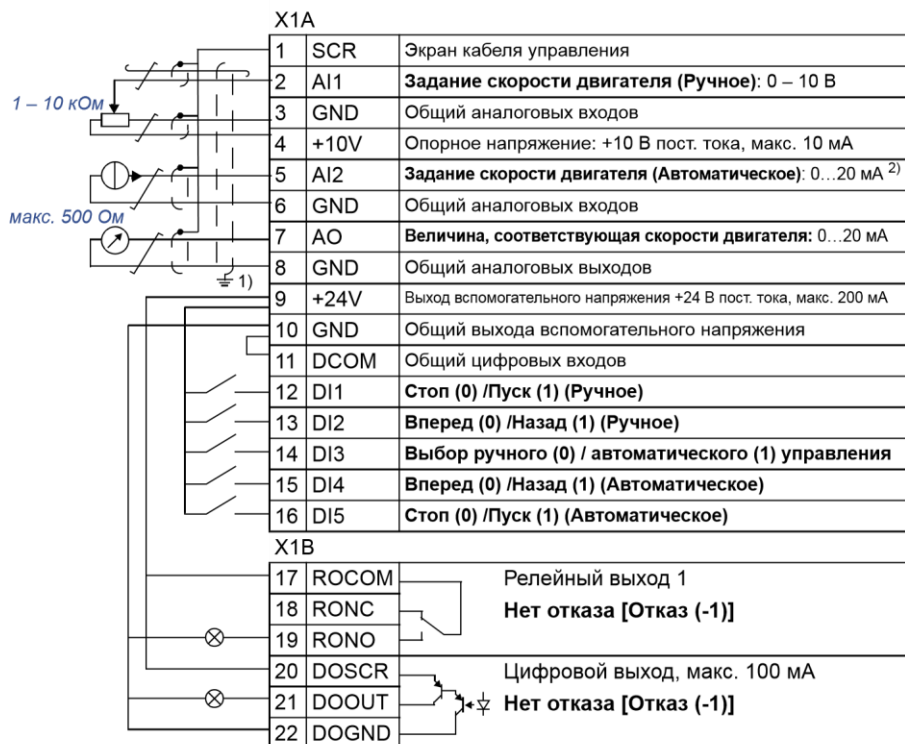 X1A
1 SCR Экран кабеля управления
2 AI1 Задание скорости двигателя (Ручное): 0 – 10 В
1 – 10 кОм
3 GND Общий аналоговых входов
4 +10V Опорное напряжение: +10 В пост. тока, макс. 10 мА
5 AI2 Задание скорости двигателя (Автоматическое): 0...20 мА 2)
6 GND Общий аналоговых входов
макс. 500 Ом
7 AO Величина, соответствующая скорости двигателя: 0...20 мА
8 GND Общий аналоговых выходов
1)
9 +24V Выход вспомогательного напряжения +24 В пост. тока, макс. 200 мА
10 GND Общий выхода вспомогательного напряжения
11 DCOM Общий цифровых входов
12 DI1 Стоп (0) /Пуск (1) (Ручное)
13 DI2 Вперед (0) /Назад (1) (Ручное)
14 DI3 Выбор ручного (0) / автоматического (1) управления
15 DI4 Вперед (0) /Назад (1) (Автоматическое)
16 DI5 Стоп (0) /Пуск (1) (Автоматическое)
X1B
17 ROCOM Релейный выход 1
18 RONC Нет отказа [Отказ (-1)]
19 RONO
20 DOSCR Цифровой выход, макс. 100 мА
21 DOOUT Нет отказа [Отказ (-1)]
22 DOGND